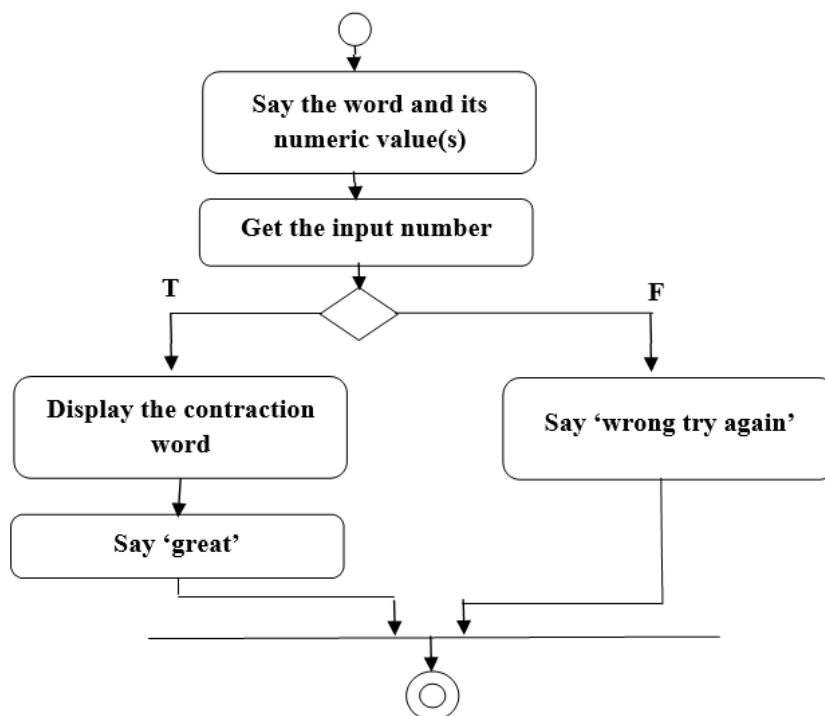 Say the word and its
numeric value(s)
Get the input number
T
F
Display the contraction
word
Say ‘wrong try again’
Say ‘great’